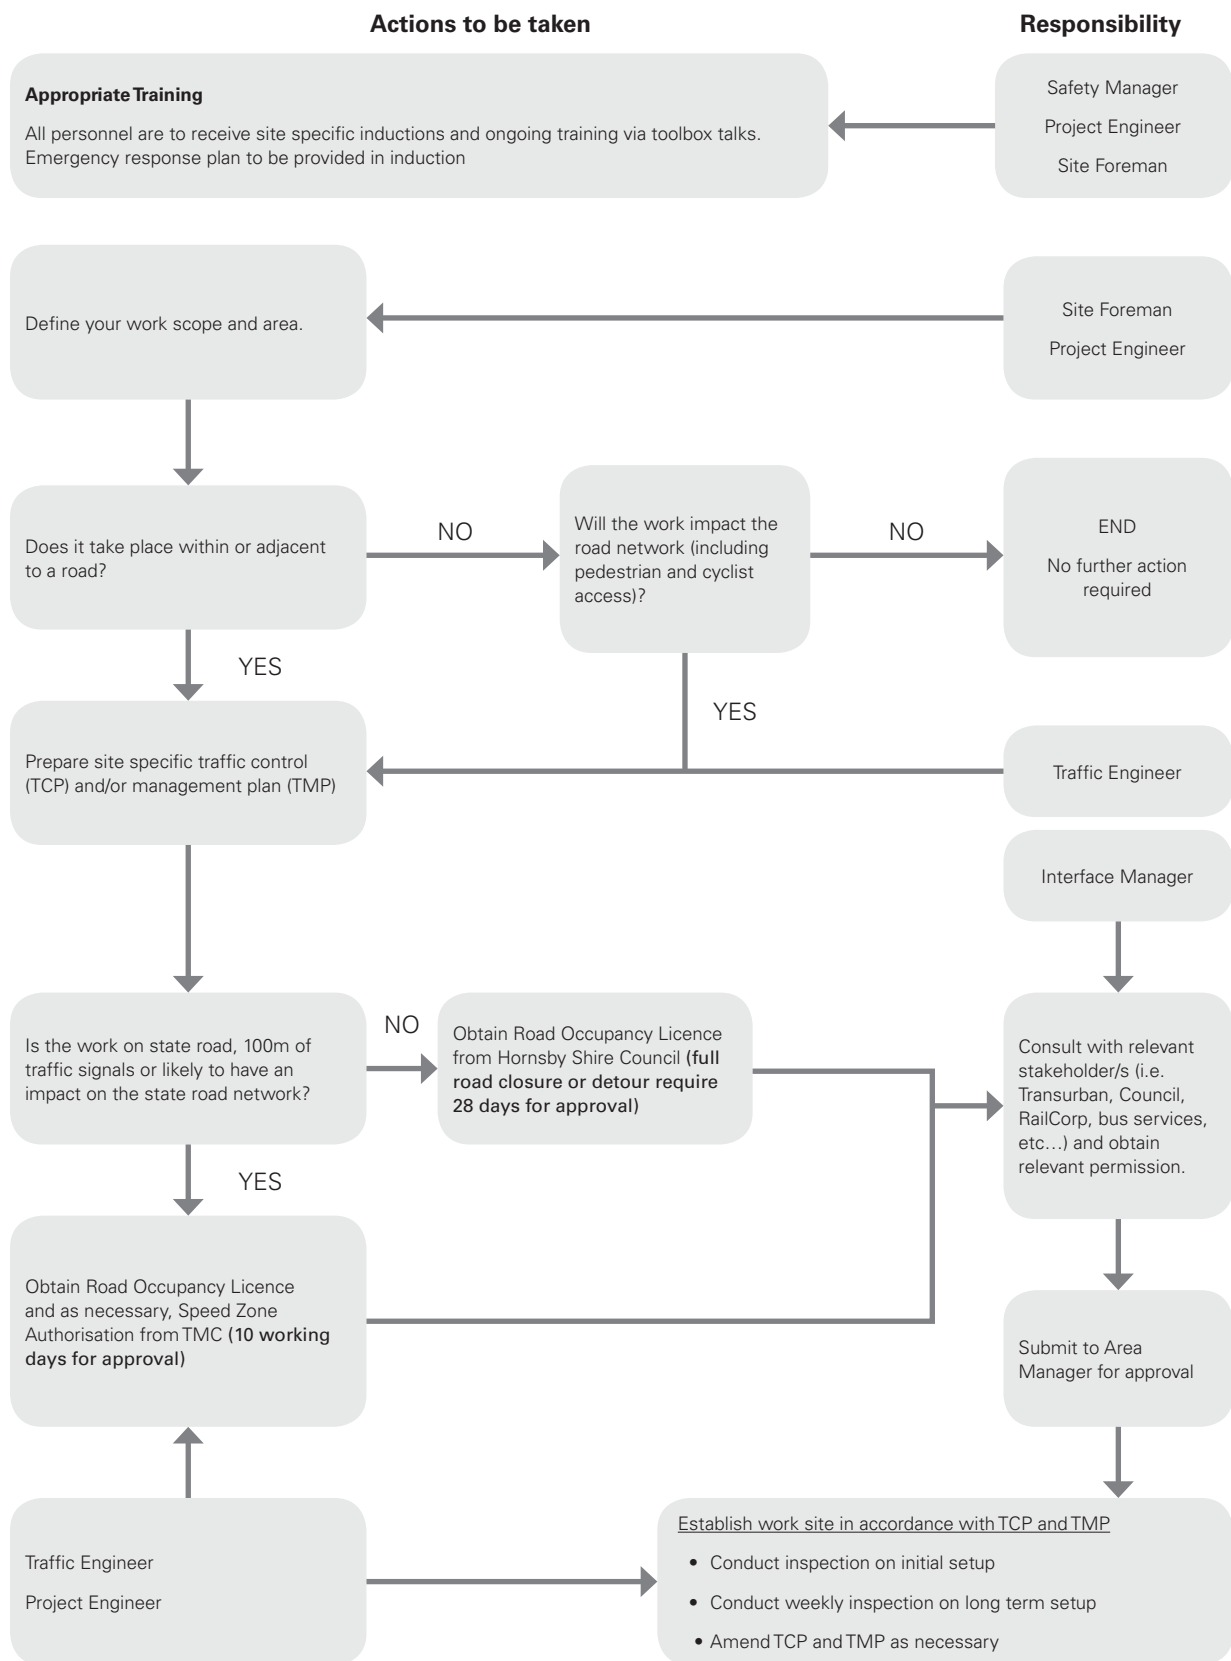 Actions to be taken
Responsibility
Appropriate Training
All personnel are to receive site specific inductions and ongoing training via toolbox talks.
Emergency response plan to be provided in induction
Safety Manager
Project Engineer
Site Foreman
Define your work scope and area.
Site Foreman
Project Engineer
Does it take place within or adjacent
to a road?
NO
Will the work impact the
road network (including
pedestrian and cyclist
access)?
NO
END
No further action
required
YES
YES
Prepare site specific traffic control
(TCP) and/or management plan (TMP)
Traffic Engineer
Interface Manager
Is the work on state road, 100m of
traffic signals or likely to have an
impact on the state road network?
NO
Obtain Road Occupancy Licence
from Hornsby Shire Council (full
road closure or detour require
28 days for approval)
Consult with relevant
stakeholder/s (i.e.
Transurban, Council,
RailCorp, bus services,
etc…) and obtain
relevant permission.
YES
Obtain Road Occupancy Licence
and as necessary, Speed Zone
Authorisation from TMC (10 working
days for approval)
Submit to Area
Manager for approval
Traffic Engineer
Project Engineer
Establish work site in accordance with TCP and TMP
• Conduct inspection on initial setup
• Conduct weekly inspection on long term setup
• Amend TCP and TMP as necessary